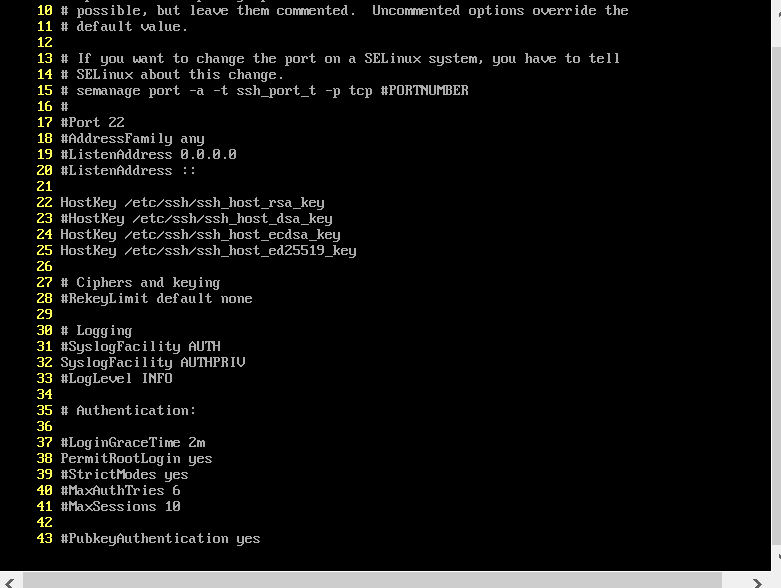 10 # possible, but leave them commented.  Uncommented options override the
11 # default value.
12
13 # If you want to change the port on a SELinux system, you have to tell
14 # SELinux about this change.
15 # semanage port -a -t ssh_port_t -p tcp #PORTNUMBER
16 #
17 #Port 22
18 #AddressFamily any
19 #ListenAddress 0.0.0.0
20 #ListenAddress ::
21
22 HostKey /etc/ssh/ssh_host_rsa_key
23 #HostKey /etc/ssh/ssh_host_dsa_key
24 HostKey /etc/ssh/ssh_host_ecdsa_key
25 HostKey /etc/ssh/ssh_host_ed25519_key
26
27 # Ciphers and keying
28 #RekeyLimit default none
29
30 # Logging
31 #SyslogFacility AUTH
32 SyslogFacility AUTHPRIV
33 #LogLevel INFO
34
35 # Authentication:
36
37 #LoginGraceTime 2m
38 PermitRootLogin yes
39 #StrictModes yes
40 #MaxAuthTries 6
41 #MaxSessions 10
42
43 #PubkeyAuthentication yes